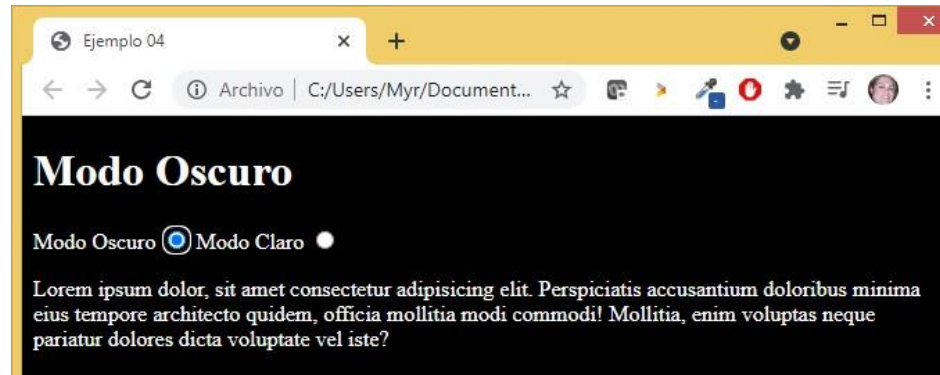 Ejemplo 04
Archivo C:/Users/Myr/Document...
Modo Oscuro
Modo Oscuro Modo Claro
Lorem ipsum dolor, sit amet consectetur adipisicing elit. Perspiciatis accusantium doloribus minima
eius tempore architecto quidem, officia mollitia modi commodi! Mollitia, enim voluptas neque
pariatur dolores dicta voluptate vel iste?